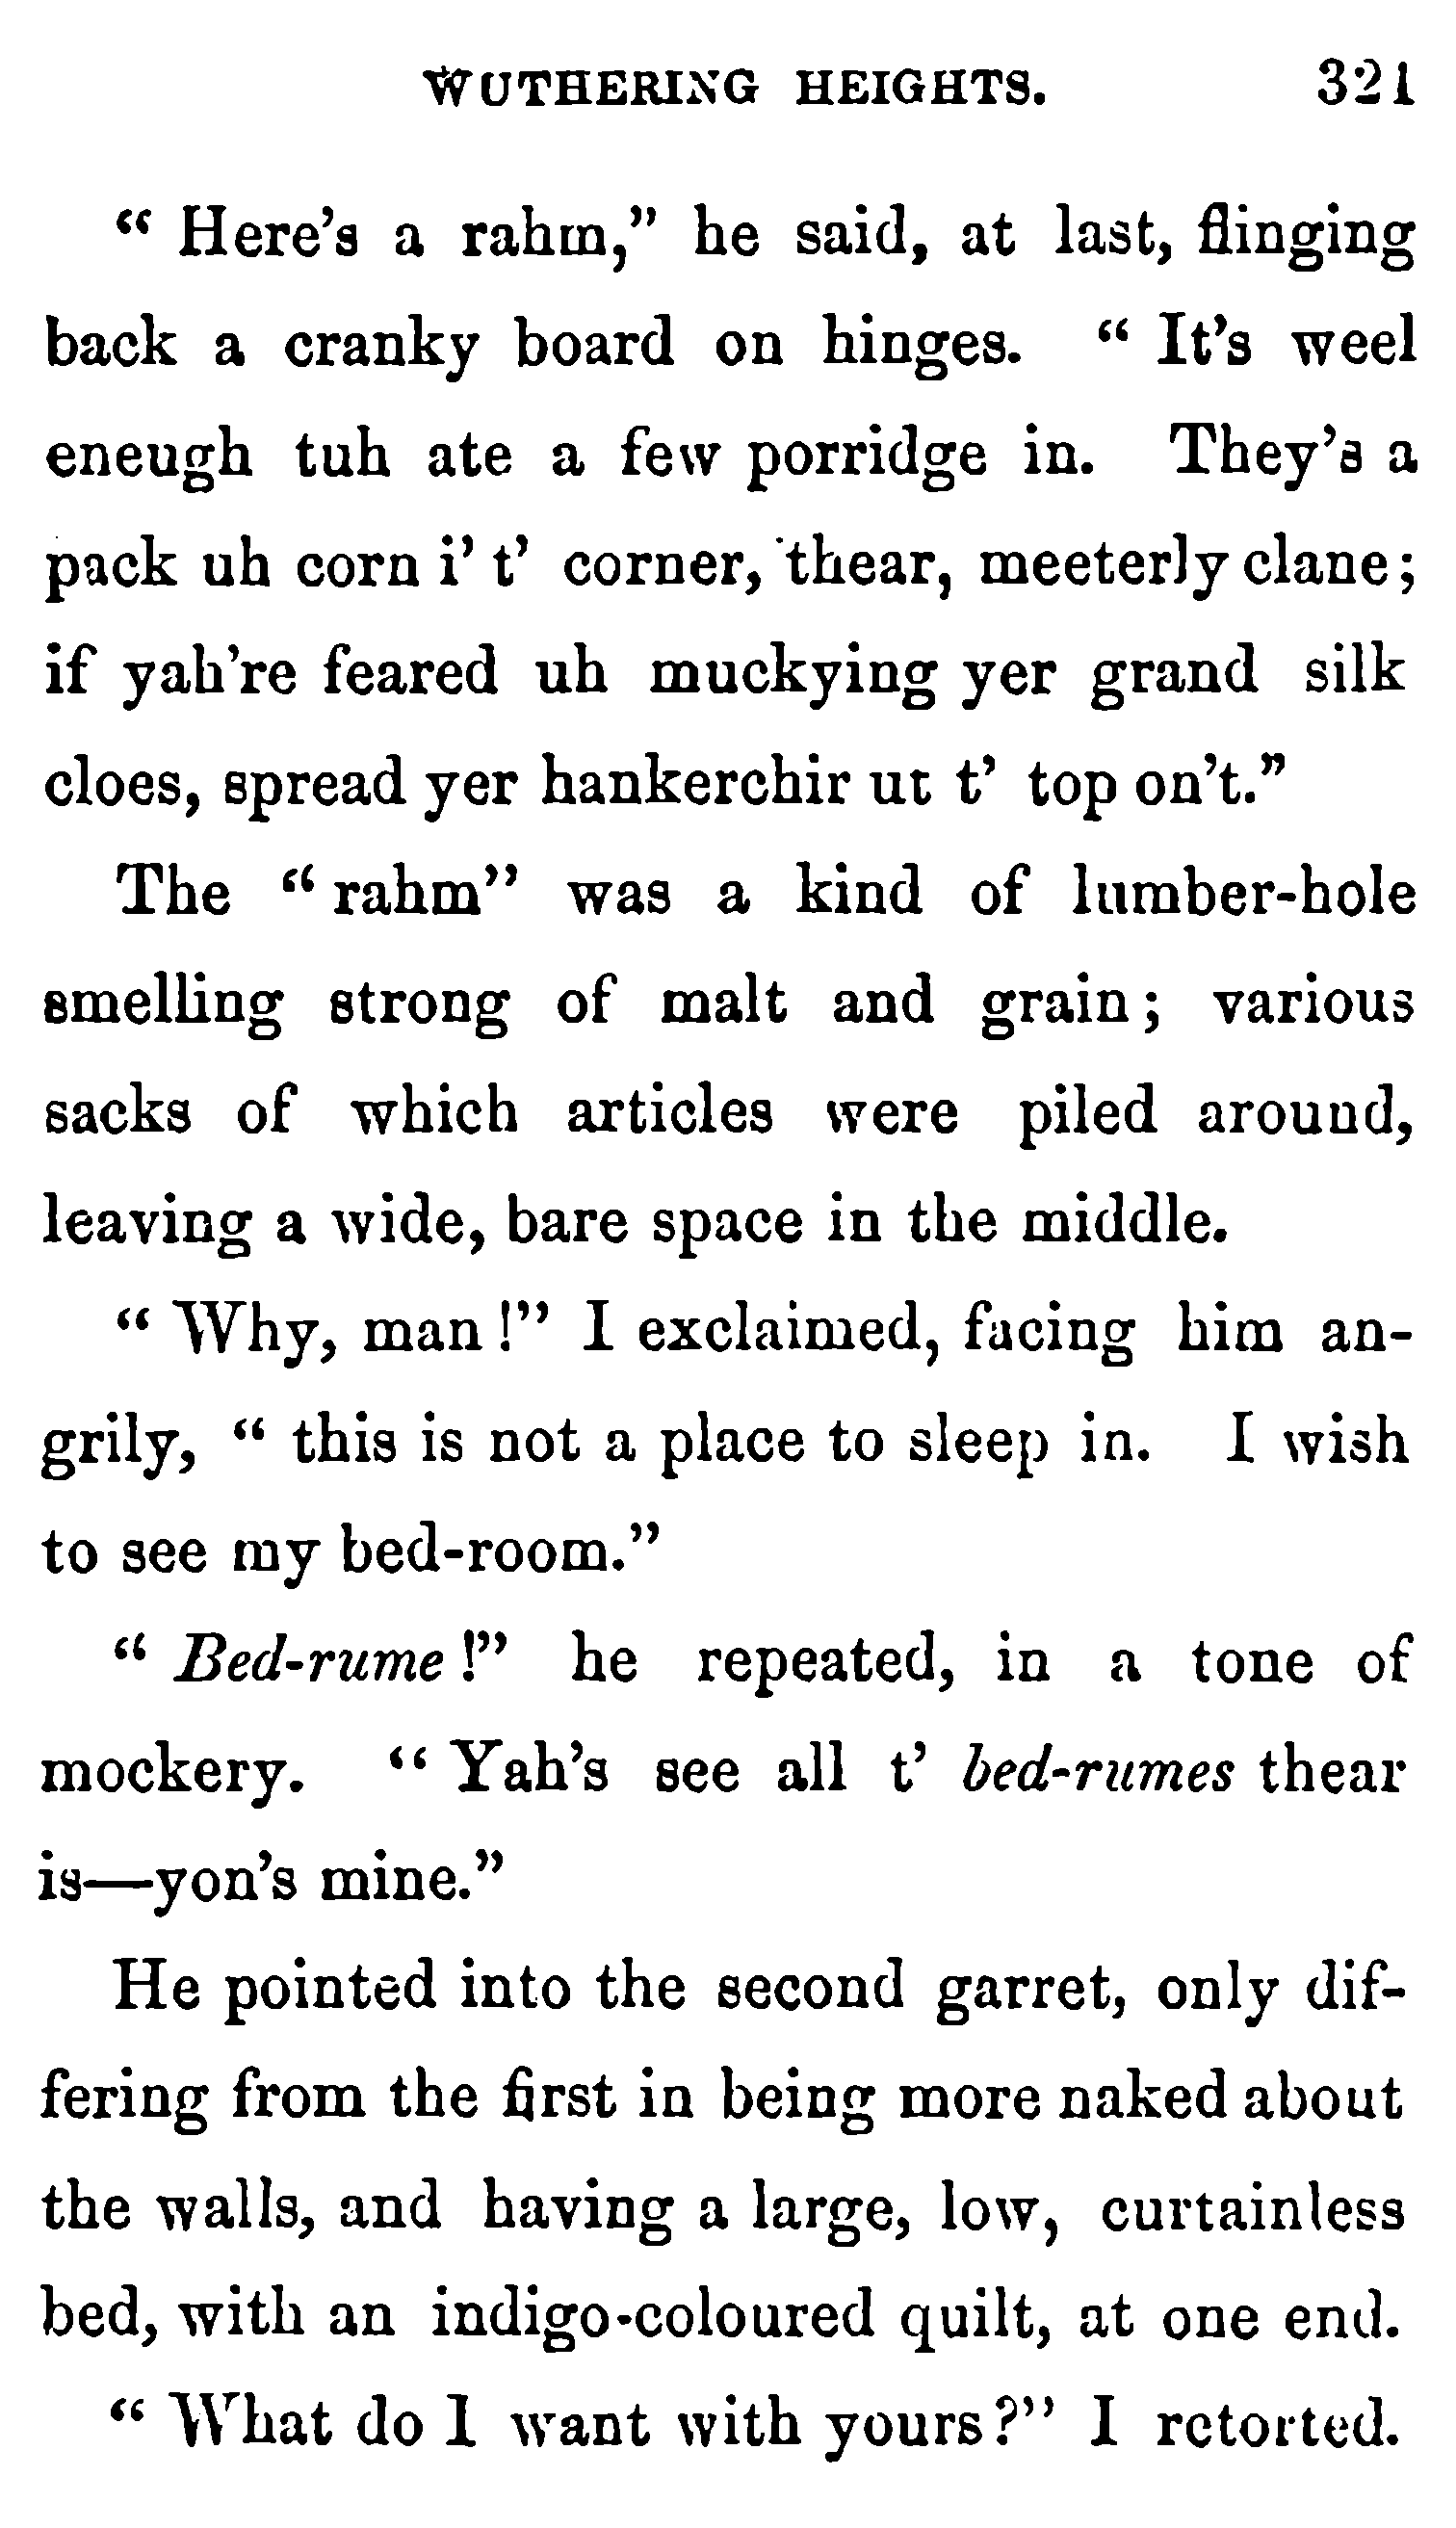 WUTHERING HEIGHTS. 321
“ Here’s a rahm,” he said, at last, flinging
back a cranky board on hinges. “ It’s weel
eneugh tuh ate a few porridge in. They’s a
pack uh corn i’ t’ corner, thear, meeterly clane;
if yah’re feared uh muckying yer grand silk
cloes, spread yer hankerchir ut t’ top on’t.”
The “ rahm” was a kind of lumber-hole
smelling strong of malt and grain; various
sacks of which articles were piled around,
leaving a wide, bare space in the middle.
“ Why, man !” I exclaimed, facing him an-
grily, “ this is not a place to sleep in. I wish
to see my bed-room.”
“ Bed-rume !” he repeated, in a tone of
mockery. “ Yah’s see all t’ bed-rumes thear
is—yon’s mine.”
He pointed into the second garret, only dif-
fering from the first in being more naked about
the walls, and having a large, low, curtainless
bed, with an indigo-coloured quilt, at one end.
“ What do I want with yours?” I retorted.